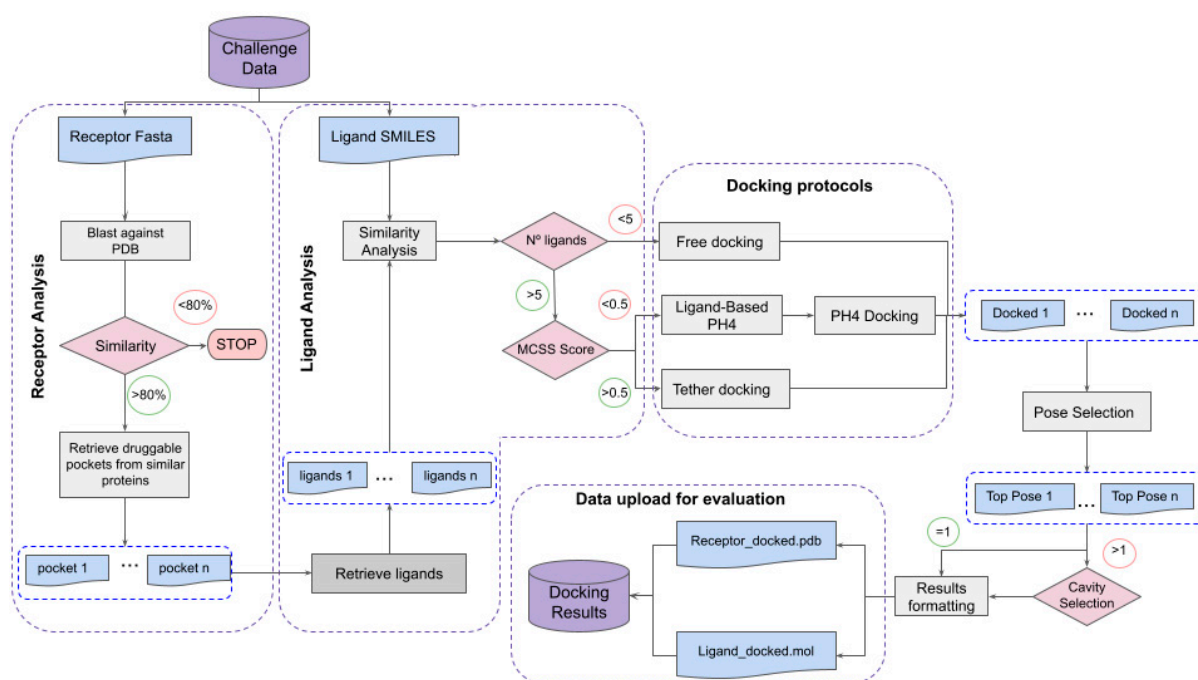 Challenge
Data
Receptor Fasta
Ligand SMILES
Receptor Analysis
Ligand Analysis
Blast against
PDB
<80%
Similarity
STOP
>80%
Retrieve druggable
pockets from similar
proteins
pocket 1
...
pocket n
Similarity
Analysis
Nº ligands
<5
>5
<0.5
MCSS Score
>0.5
ligands 1
...
ligands n
Retrieve ligands
Docking protocols
Free docking
Ligand-Based
PH4
PH4 Docking
Tether docking
Docked 1
...
Docked n
Pose Selection
Top Pose 1
...
Top Pose n
=1
>1
Cavity
Selection
Results
formatting
Data upload for evaluation
Receptor_docked.pdb
Docking
Results
Ligand_docked.mol